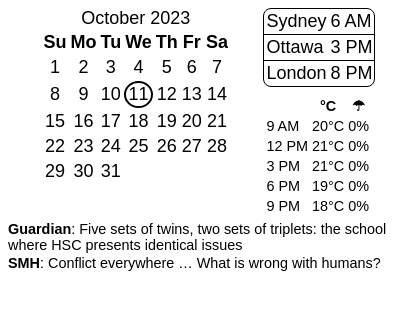 October 2023
Su Mo Tu We Th Fr Sa
1 2 3 4 5 6 7
8 9 10 11 12 13 14
15 16 17 18 19 20 21
22 23 24 25 26 27 28
29 30 31
Sydney 6 AM
Ottawa 3 PM
London 8 PM
°C ☂
9 AM 20°C 0%
12 PM 21°C 0%
3 PM 21°C 0%
6 PM 19°C 0%
9 PM 18°C 0%
Guardian: Five sets of twins, two sets of triplets: the school
where HSC presents identical issues
SMH: Conflict everywhere … What is wrong with humans?